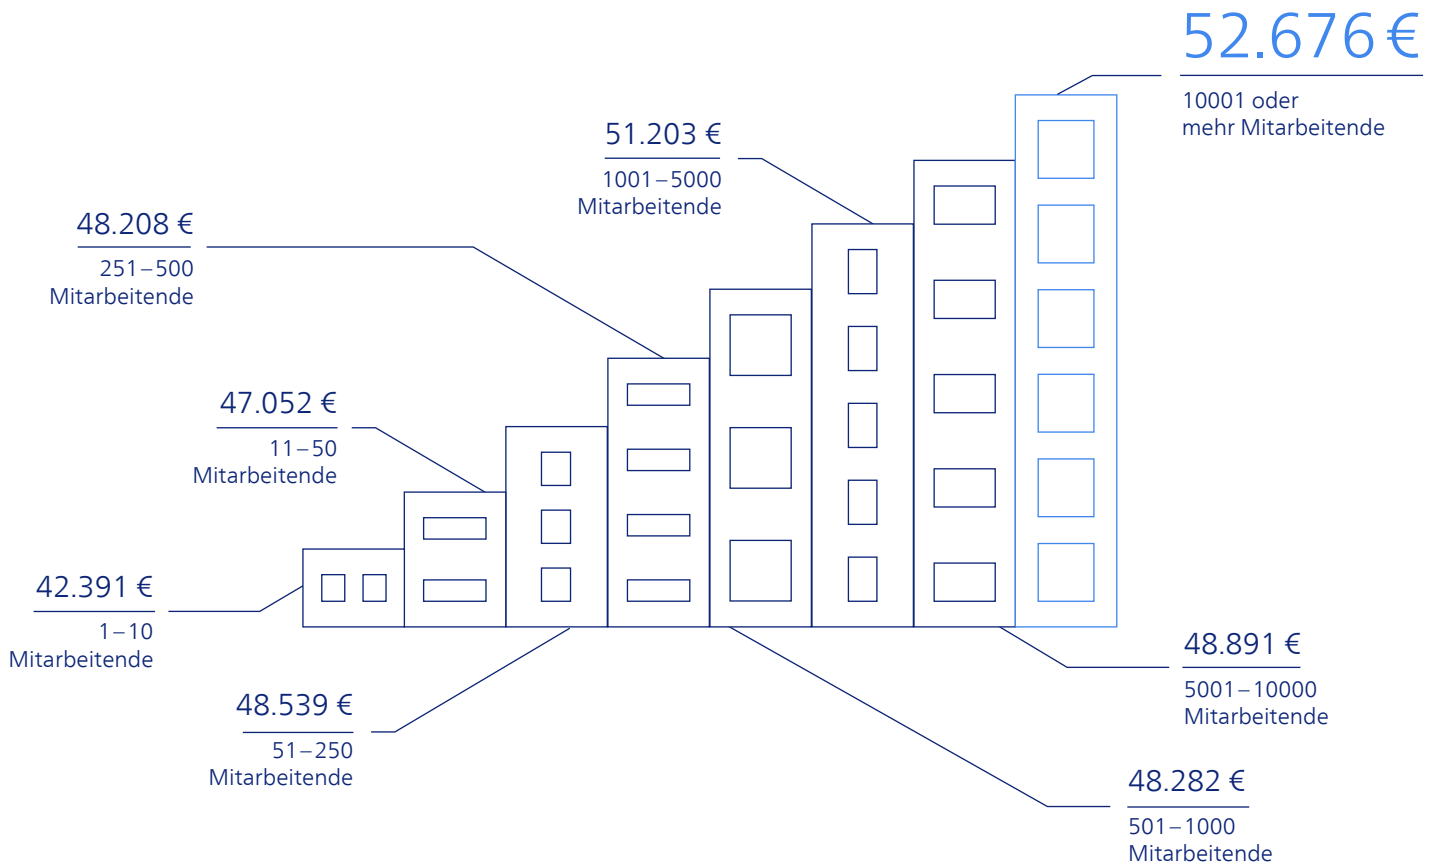 52.676 €
10001 oder
mehr Mitarbeitende
51.203 €
1001–5000
Mitarbeitende
48.208 €
251–500
Mitarbeitende
47.052 €
11–50
Mitarbeitende
42.391 €
1–10
Mitarbeitende
48.539 €
51–250
Mitarbeitende
48.891 €
5001–10000
Mitarbeitende
48.282 €
501–1000
Mitarbeitende